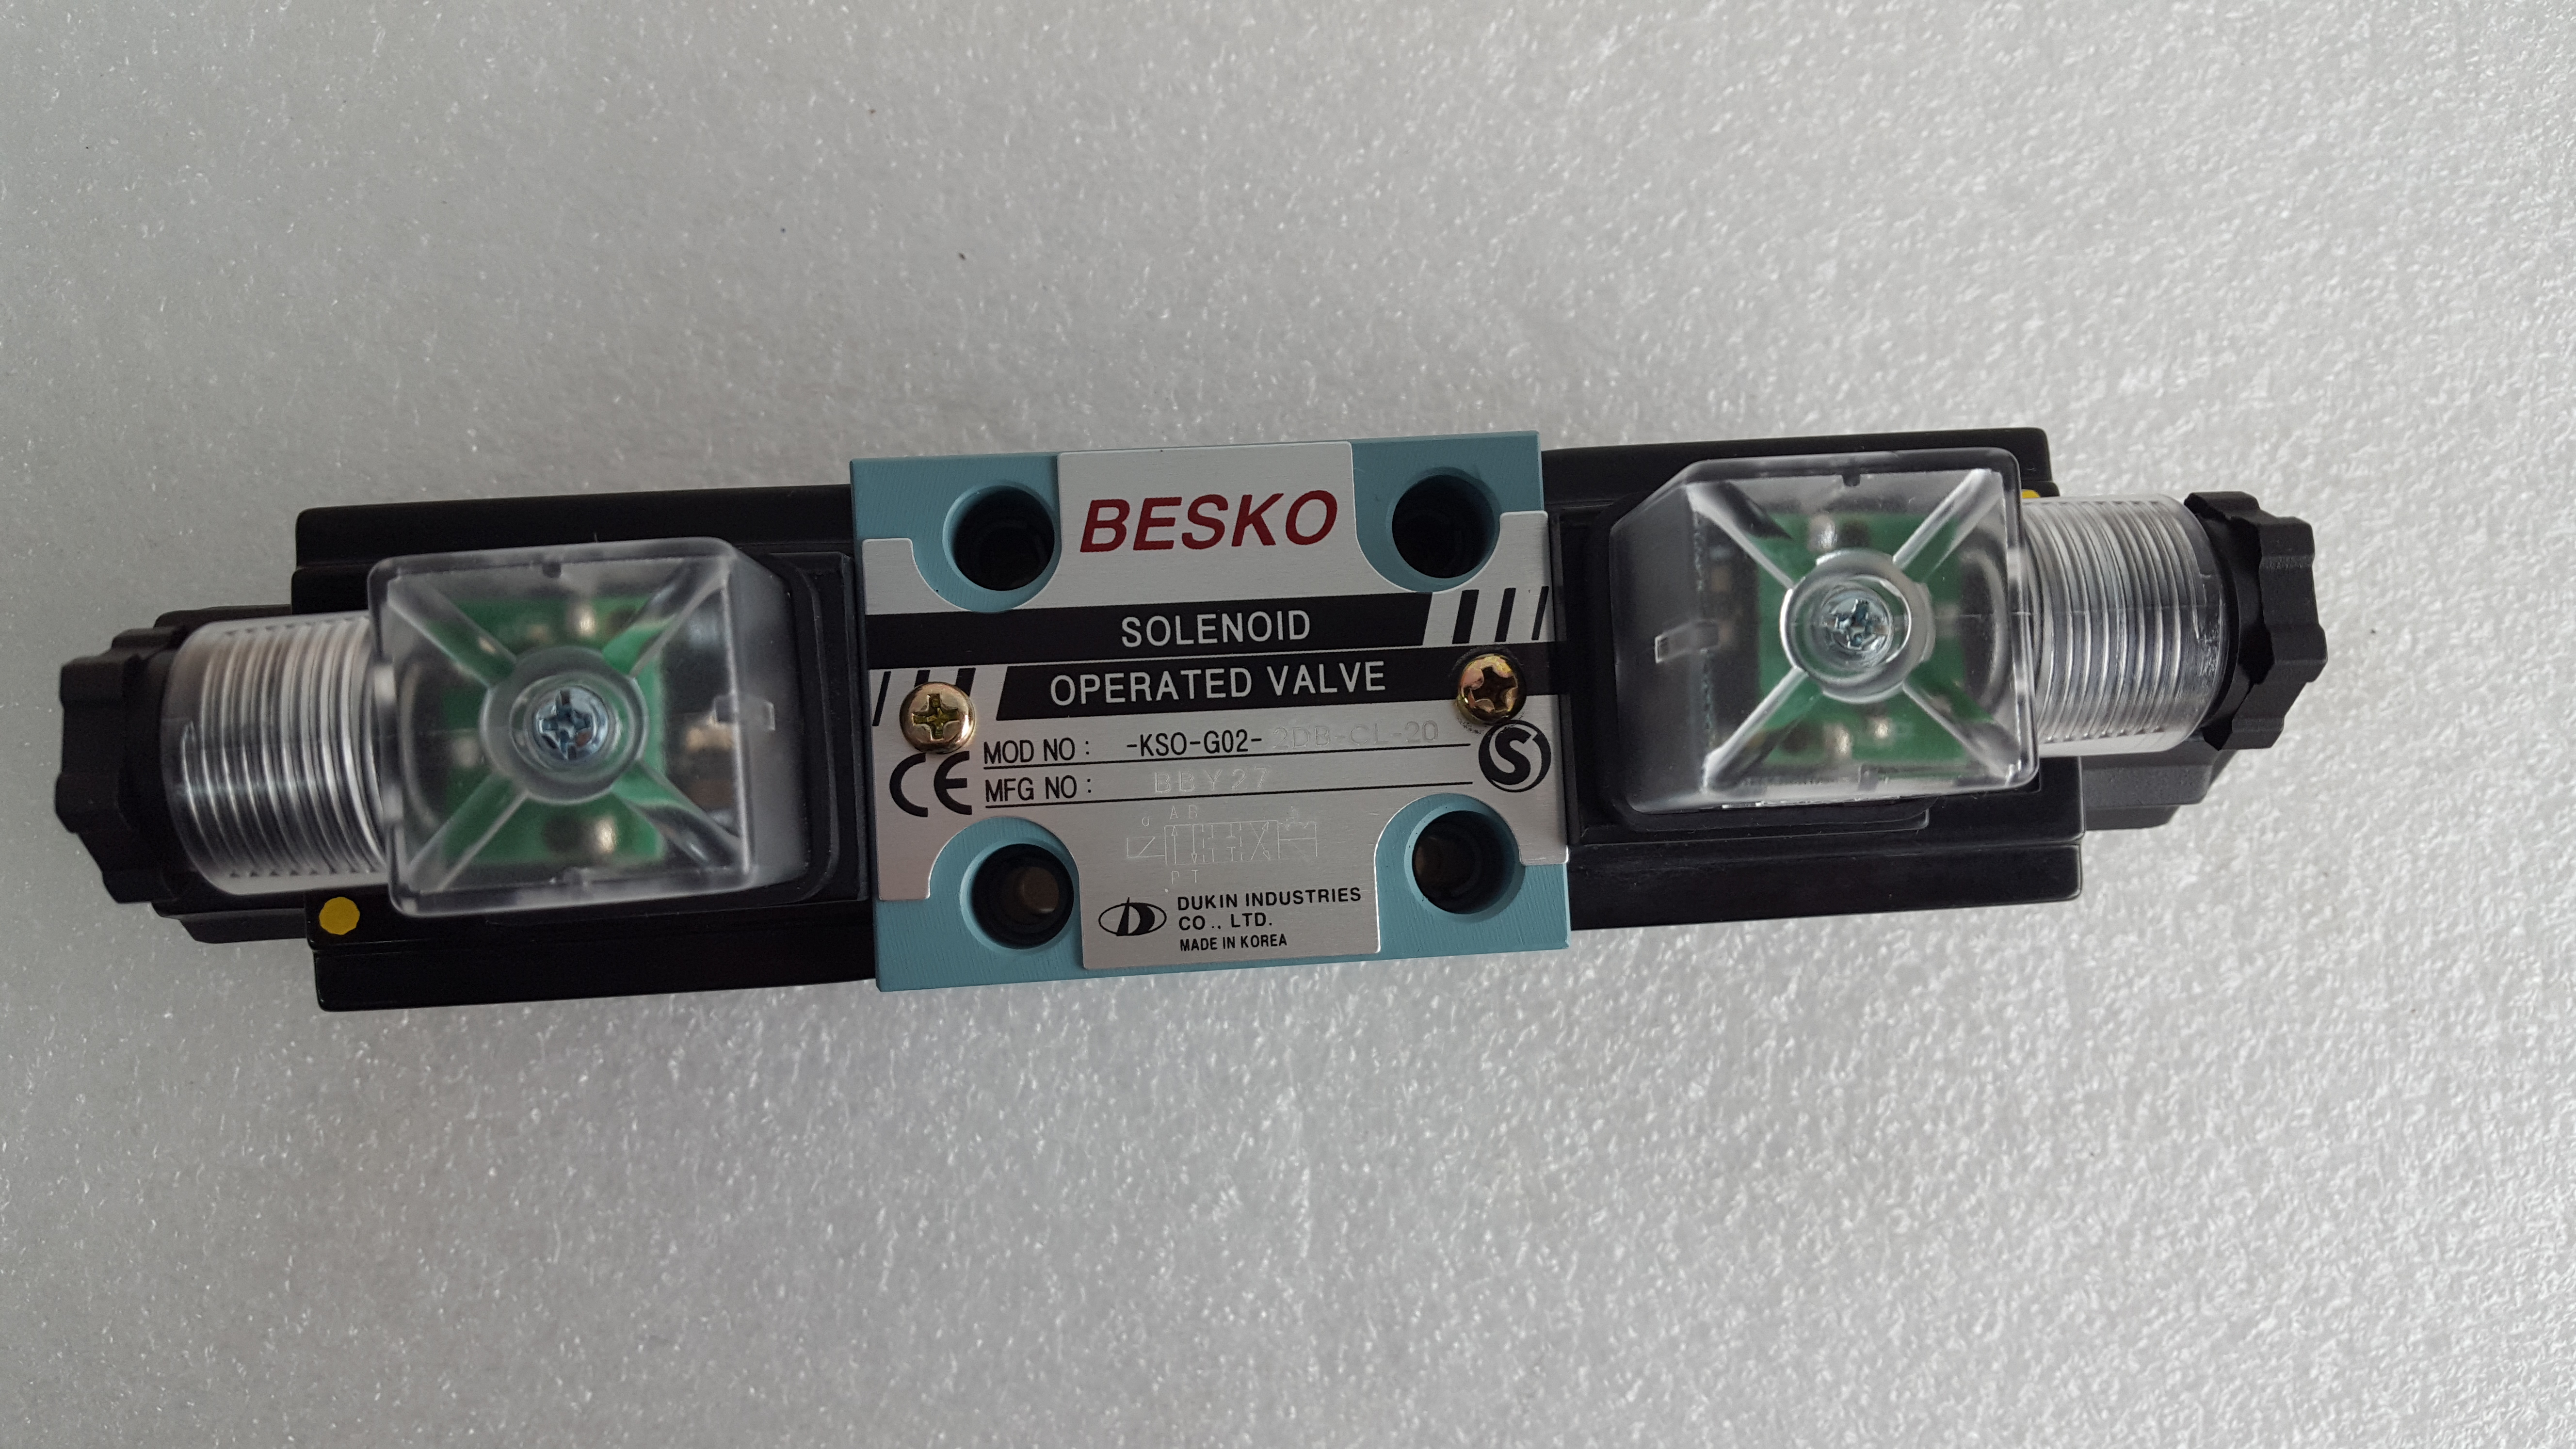 BESKO
SOLENOID
OPERATED VALVE
MOD NO : -KSO-G02-2DB-CL-20
MFG NO : BBY27
CE
S
a A B b
P T
D
DUKIN INDUSTRIES
CO., LTD.
MADE IN KOREA